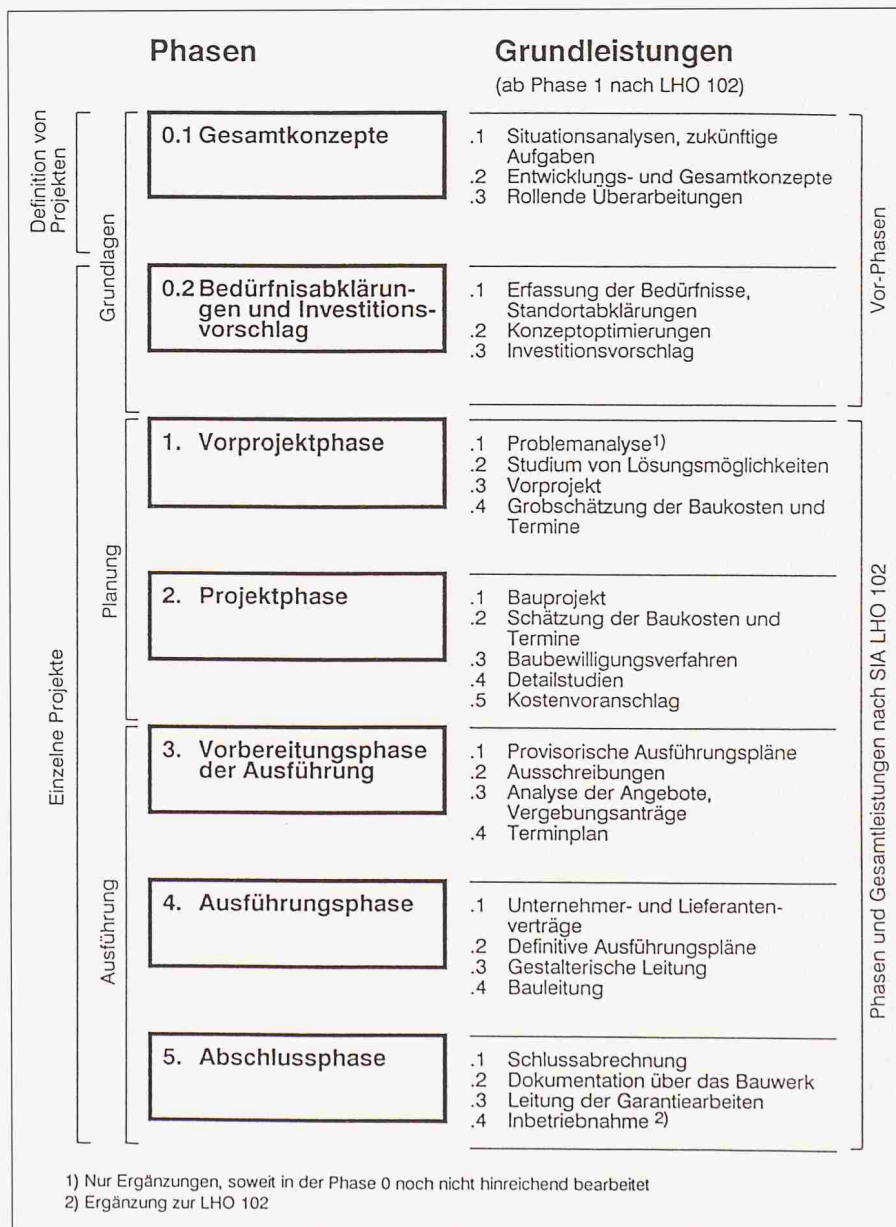 Phasen
Grundleistungen
(ab Phase 1 nach LHO 102)
Definition von
Projekten
Grundlagen
0.1 Gesamtkonzepte
.1 Situationsanalysen, zukünftige
Aufgaben
.2 Entwicklungs- und Gesamtkonzepte
.3 Rollende Überarbeitungen
Vor-Phasen
0.2 Bedürfnisabklärun-
gen und Investitions-
vorschlag
.1 Erfassung der Bedürfnisse,
Standortabklärungen
.2 Konzeptoptimierungen
.3 Investitionsvorschlag
Einzelne Projekte
Planung
1. Vorprojektphase
.1 Problemanalyse1)
.2 Studium von Lösungsmöglichkeiten
.3 Vorprojekt
.4 Grobschätzung der Baukosten und
Termine
Phasen und Gesamtleistungen nach SIA LHO 102
2. Projektphase
.1 Bauprojekt
.2 Schätzung der Baukosten und
Termine
.3 Baubewilligungsverfahren
.4 Detailstudien
.5 Kostenvoranschlag
Ausführung
3. Vorbereitungsphase
der Ausführung
.1 Provisorische Ausführungspläne
.2 Ausschreibungen
.3 Analyse der Angebote,
Vergebungsanträge
.4 Terminplan
4. Ausführungsphase
.1 Unternehmer- und Lieferanten-
verträge
.2 Definitive Ausführungspläne
.3 Gestalterische Leitung
.4 Bauleitung
5. Abschlussphase
.1 Schlussabrechnung
.2 Dokumentation über das Bauwerk
.3 Leitung der Garantiearbeiten
.4 Inbetriebnahme 2)
1) Nur Ergänzungen, soweit in der Phase 0 noch nicht hinreichend bearbeitet
2) Ergänzung zur LHO 102